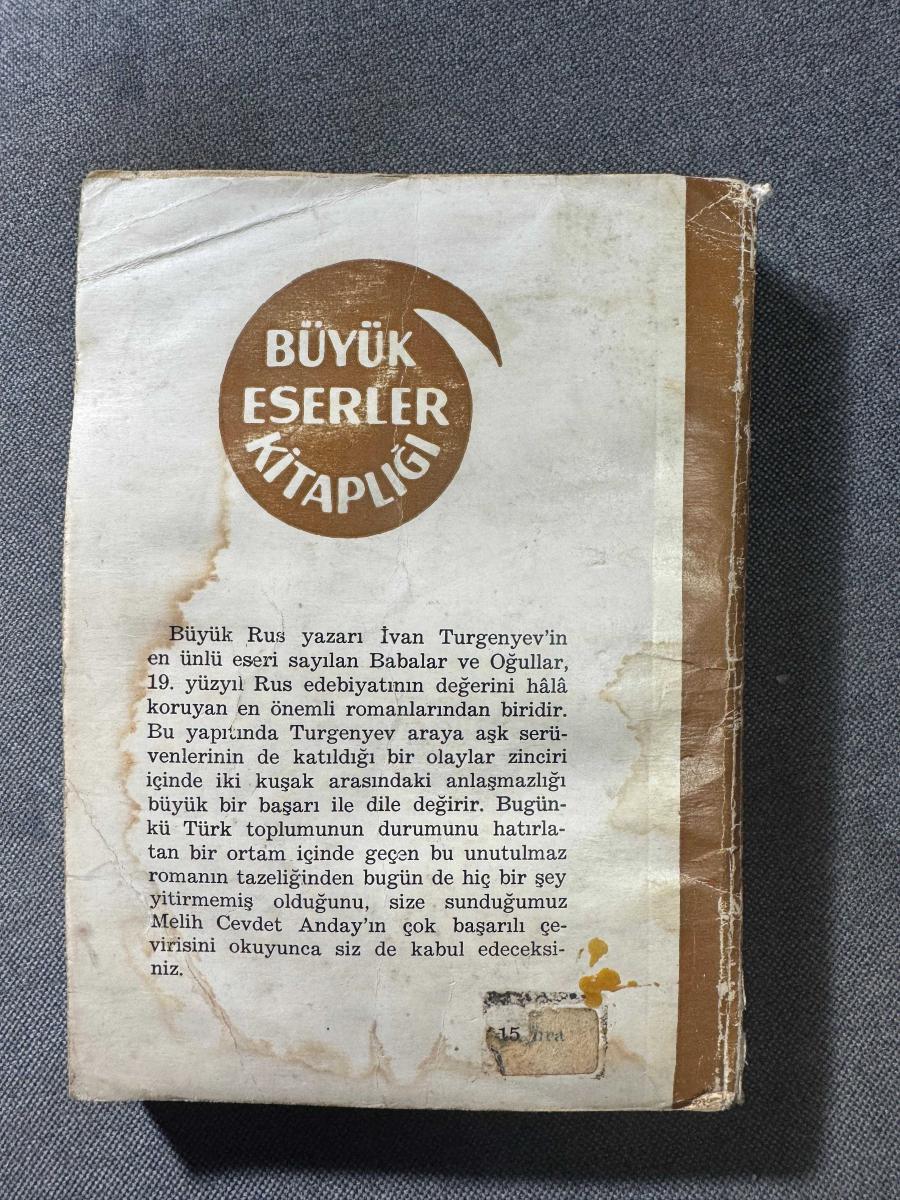 BÜYÜK
ESERLER
KİTAPLIĞI
Büyük Rus yazarı İvan Turgenyev'in
en ünlü eseri sayılan Babalar ve Oğullar,
19. yüzyıl Rus edebiyatının değerini hâlâ
koruyan en önemli romanlarından biridir.
Bu yapıtında Turgenyev araya aşk serü-
venlerinin de katıldığı bir olaylar zinciri
içinde iki kuşak arasındaki anlaşmazlığı
büyük bir başarı ile dile değirir. Bugün-
kü Türk toplumunun durumunu hatırla-
tan bir ortam içinde geçen bu unutulmaz
romanın tazeliğinden bugün de hiç bir şey
yitirmemiş olduğunu, size sunduğumuz
Melih Cevdet Anday'ın çok başarılı çe-
virisini okuyunca siz de kabul edeceksi-
niz.
15 lira